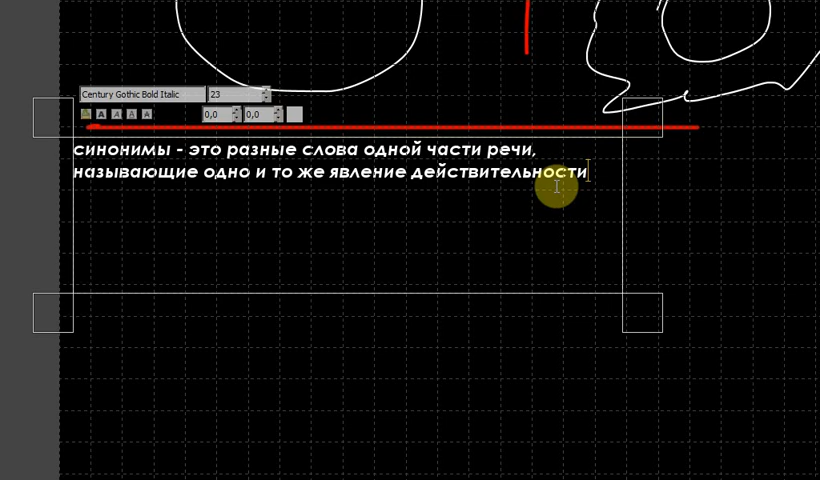 Century Gothic Bold Italic 23
A A A A 0,0 0,0
синонимы - это разные слова одной части речи,
называющие одно и то же явление действительности